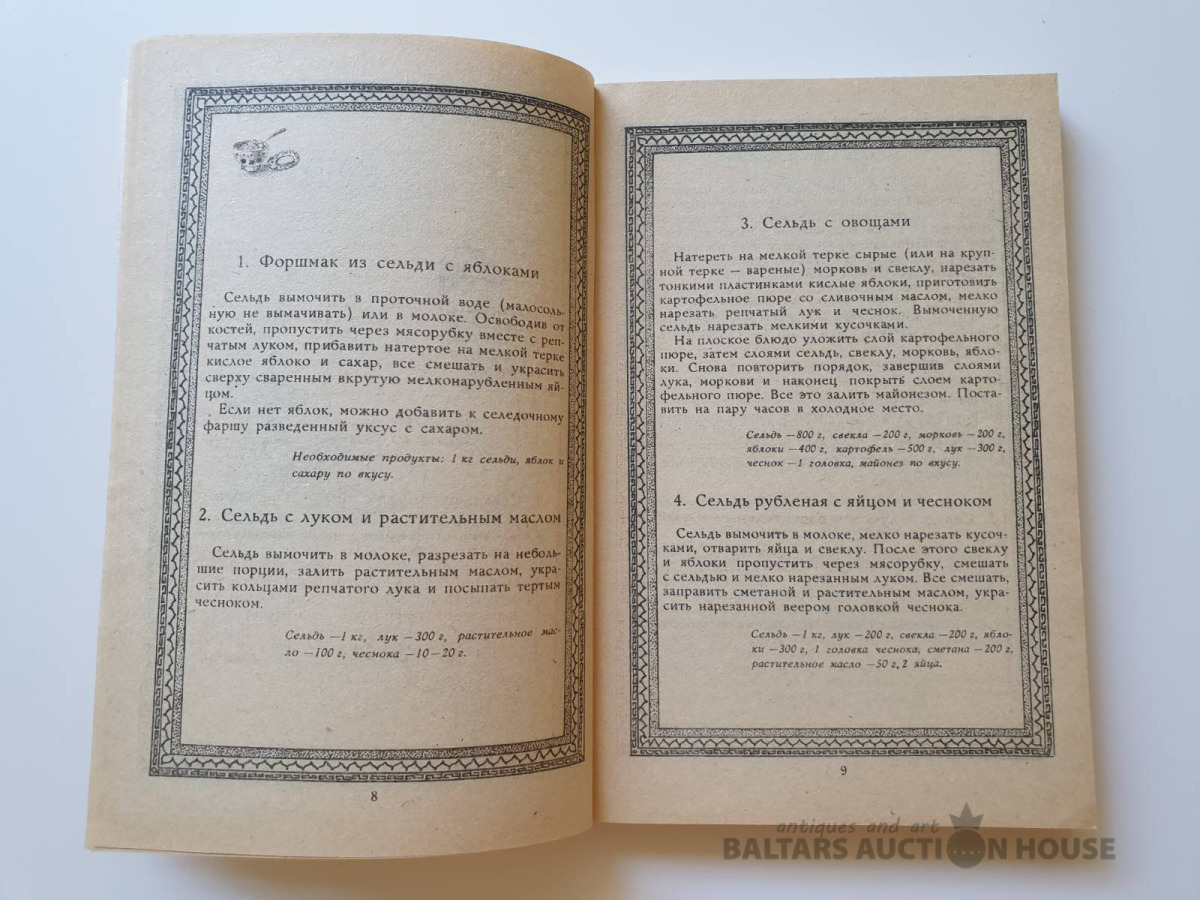 1. Форшмак из сельди с яблоками
Сельдь вымочить в проточной воде (малосоль-
ную не вымачивать) или в молоке. Освободив от
костей, пропустить через мясорубку вместе с реп-
чатым луком, прибавить натертое на мелкой терке
кислое яблоко и сахар, все смешать и украсить
сверху сваренным вкрутую мелконарубленным яй-
цом.
Если нет яблок, можно добавить к селедочному
фаршу разведенный уксус с сахаром.
Необходимые продукты: 1 кг сельди, яблок и
сахару по вкусу.
2. Сельдь с луком и растительным маслом
Сельдь вымочить в молоке, разрезать на неболь-
шие порции, залить растительным маслом, укра-
сить кольцами репчатого лука и посыпать тертым
чесноком.
Сельдь —1 кг, лук —300 г, растительное мас-
ло —100 г, чеснока —10—20 г.
8
3. Сельдь с овощами
Натереть на мелкой терке сырые (или на круп-
ной терке — вареные) морковь и свеклу, нарезать
тонкими пластинками кислые яблоки, приготовить
картофельное пюре со сливочным маслом, мелко
нарезать репчатый лук и чеснок. Вымоченную
сельдь нарезать мелкими кусочками.
На плоское блюдо уложить слой картофельного
пюре, затем слоями сельдь, свеклу, морковь, ябло-
ки. Снова повторить порядок, завершив слоями
лука, моркови и наконец покрыть слоем карто-
фельного пюре. Все это залить майонезом. Поста-
вить на пару часов в холодное место.
Сельдь —800 г, свекла —200 г, морковь —200 г,
яблоки —400 г, картофель —500 г, лук —300 г,
чеснок —1 головка, майонез по вкусу.
4. Сельдь рубленая с яйцом и чесноком
Сельдь вымочить в молоке, мелко нарезать кусоч-
ками, отварить яйца и свеклу. После этого свеклу
и яблоки пропустить через мясорубку, смешать
с сельдью и мелко нарезанным луком. Все смешать,
заправить сметаной и растительным маслом, укра-
сить нарезанной веером головкой чеснока.
Сельдь —1 кг, лук —200 г, свекла —200 г, ябло-
ки —300 г, 1 головка чеснока, сметана —200 г,
растительное масло —50 г, 2 яйца.
9
antiques and art
BALTARS AUCTION HOUSE